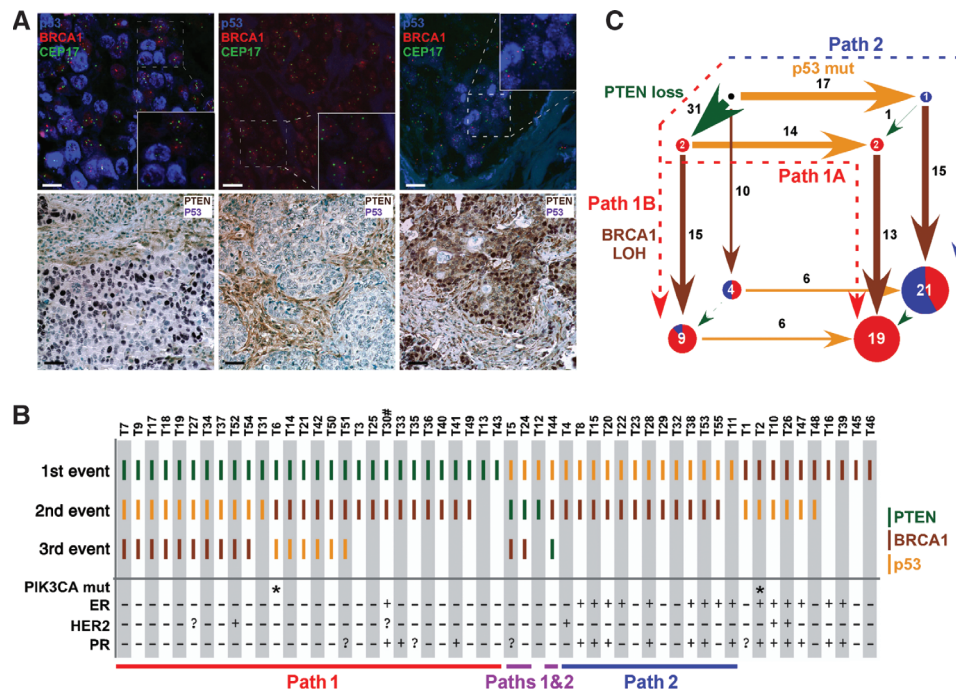 A
p53
BRCA1
CEP17
p53
BRCA1
CEP17
p53
BRCA1
CEP17
PTEN
P53
PTEN
P53
PTEN
P53
C
Path 2
p53 mut
17
PTEN loss
1
1
31
14
2
2
15
Path 1A
10
Path 1B
15
BRCA1
LOH
13
4
6
21
9
6
19
B
T7 T9 T17 T18 T19 T27 T34 T37 T52 T54 T31 T6 T14 T21 T42 T50 T51 T3 T25 T30# T33 T35 T36 T40 T41 T49 T13 T43 T5 T24 T12 T44 T4 T8 T15 T20 T22 T23 T28 T29 T32 T38 T53 T55 T11 T1 T2 T10 T26 T47 T48 T16 T39 T45 T46
1st event
2nd event
3rd event
PTEN
BRCA1
p53
PIK3CA mut * *
ER - - - - - - - - - - - - - - - - - - - + - - - - - - - - - - - - - + + + + - + - - + + + + - + + + + - + + - -
HER2 - - - - - ? - - + - - - - - - - - - - ? - - - - - - - - - - - - + - - - - - - - - - - - - - - + + - - - - - -
PR - - - - - - - - - - - - - - - - ? - - + + ? - - + - - - ? - - - - + + + - - + - - + + + + ? + + + + - + + - -
Path 1
Paths 1&2
Path 2